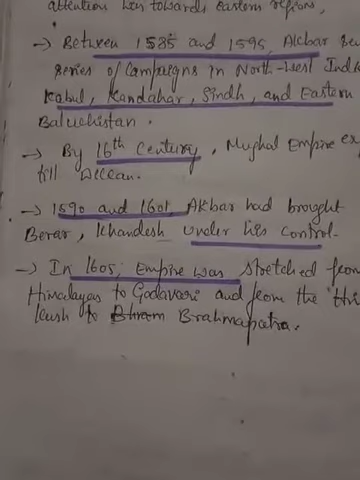 attention lies towards Eastern regions,
→ Between 1585 and 1595, Akbar
series of Campaigns in North-West
Kabul, Kandahar, Sindh, and Eastern
Baluchistan.
→ By 16th Century, Mughal Empire
till Deccan.
→ 1590 and 1601, Akbar had brought
Berar, Khandesh under his control.
→ In 1605, Empire was stretched from
Himalayas to Godavari and from the
Kush to Brahmaputra.